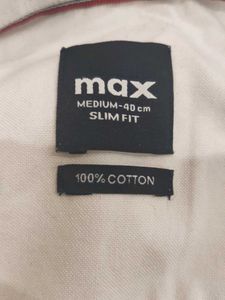 max
MEDIUM-40 cm
SLIM FIT
100% COTTON